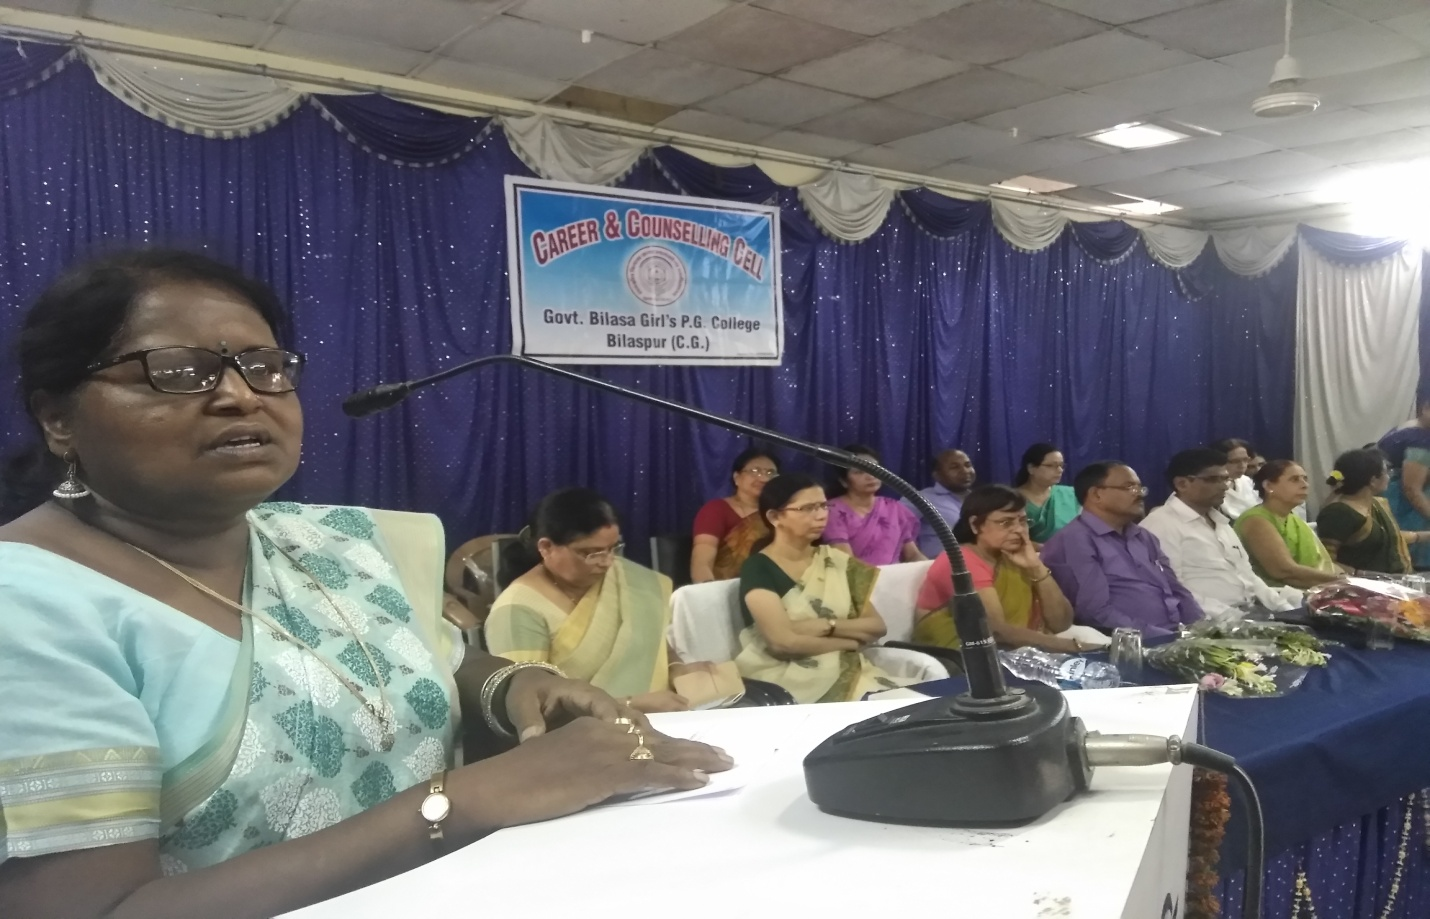 CAREER & COUNSELLING CELL
Govt. Bilasa Girl's P.G. College
Bilaspur (C.G.)